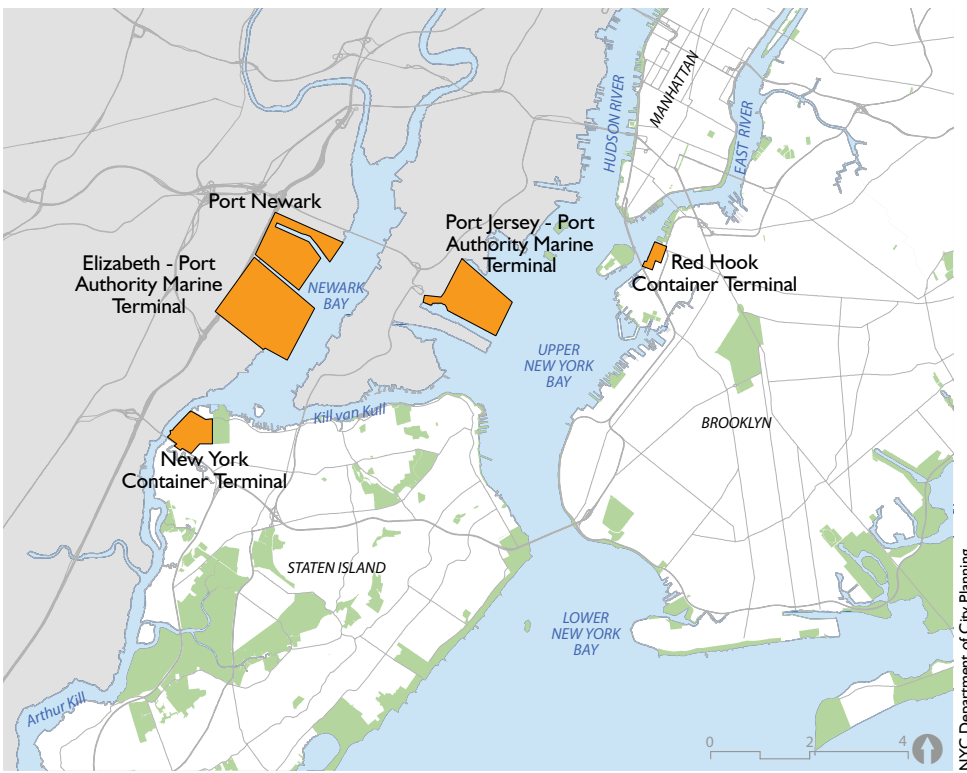 MANHATTAN
HUDSON RIVER
EAST RIVER
Port Newark
Port Jersey - Port
Authority Marine
Terminal
Elizabeth - Port
Authority Marine
Terminal
Red Hook
Container Terminal
NEWARK
BAY
UPPER
NEW YORK
BAY
Kill van Kull
BROOKLYN
New York
Container Terminal
STATEN ISLAND
LOWER
NEW YORK
BAY
Arthur Kill
0 2 4
NYC Department of City Planning